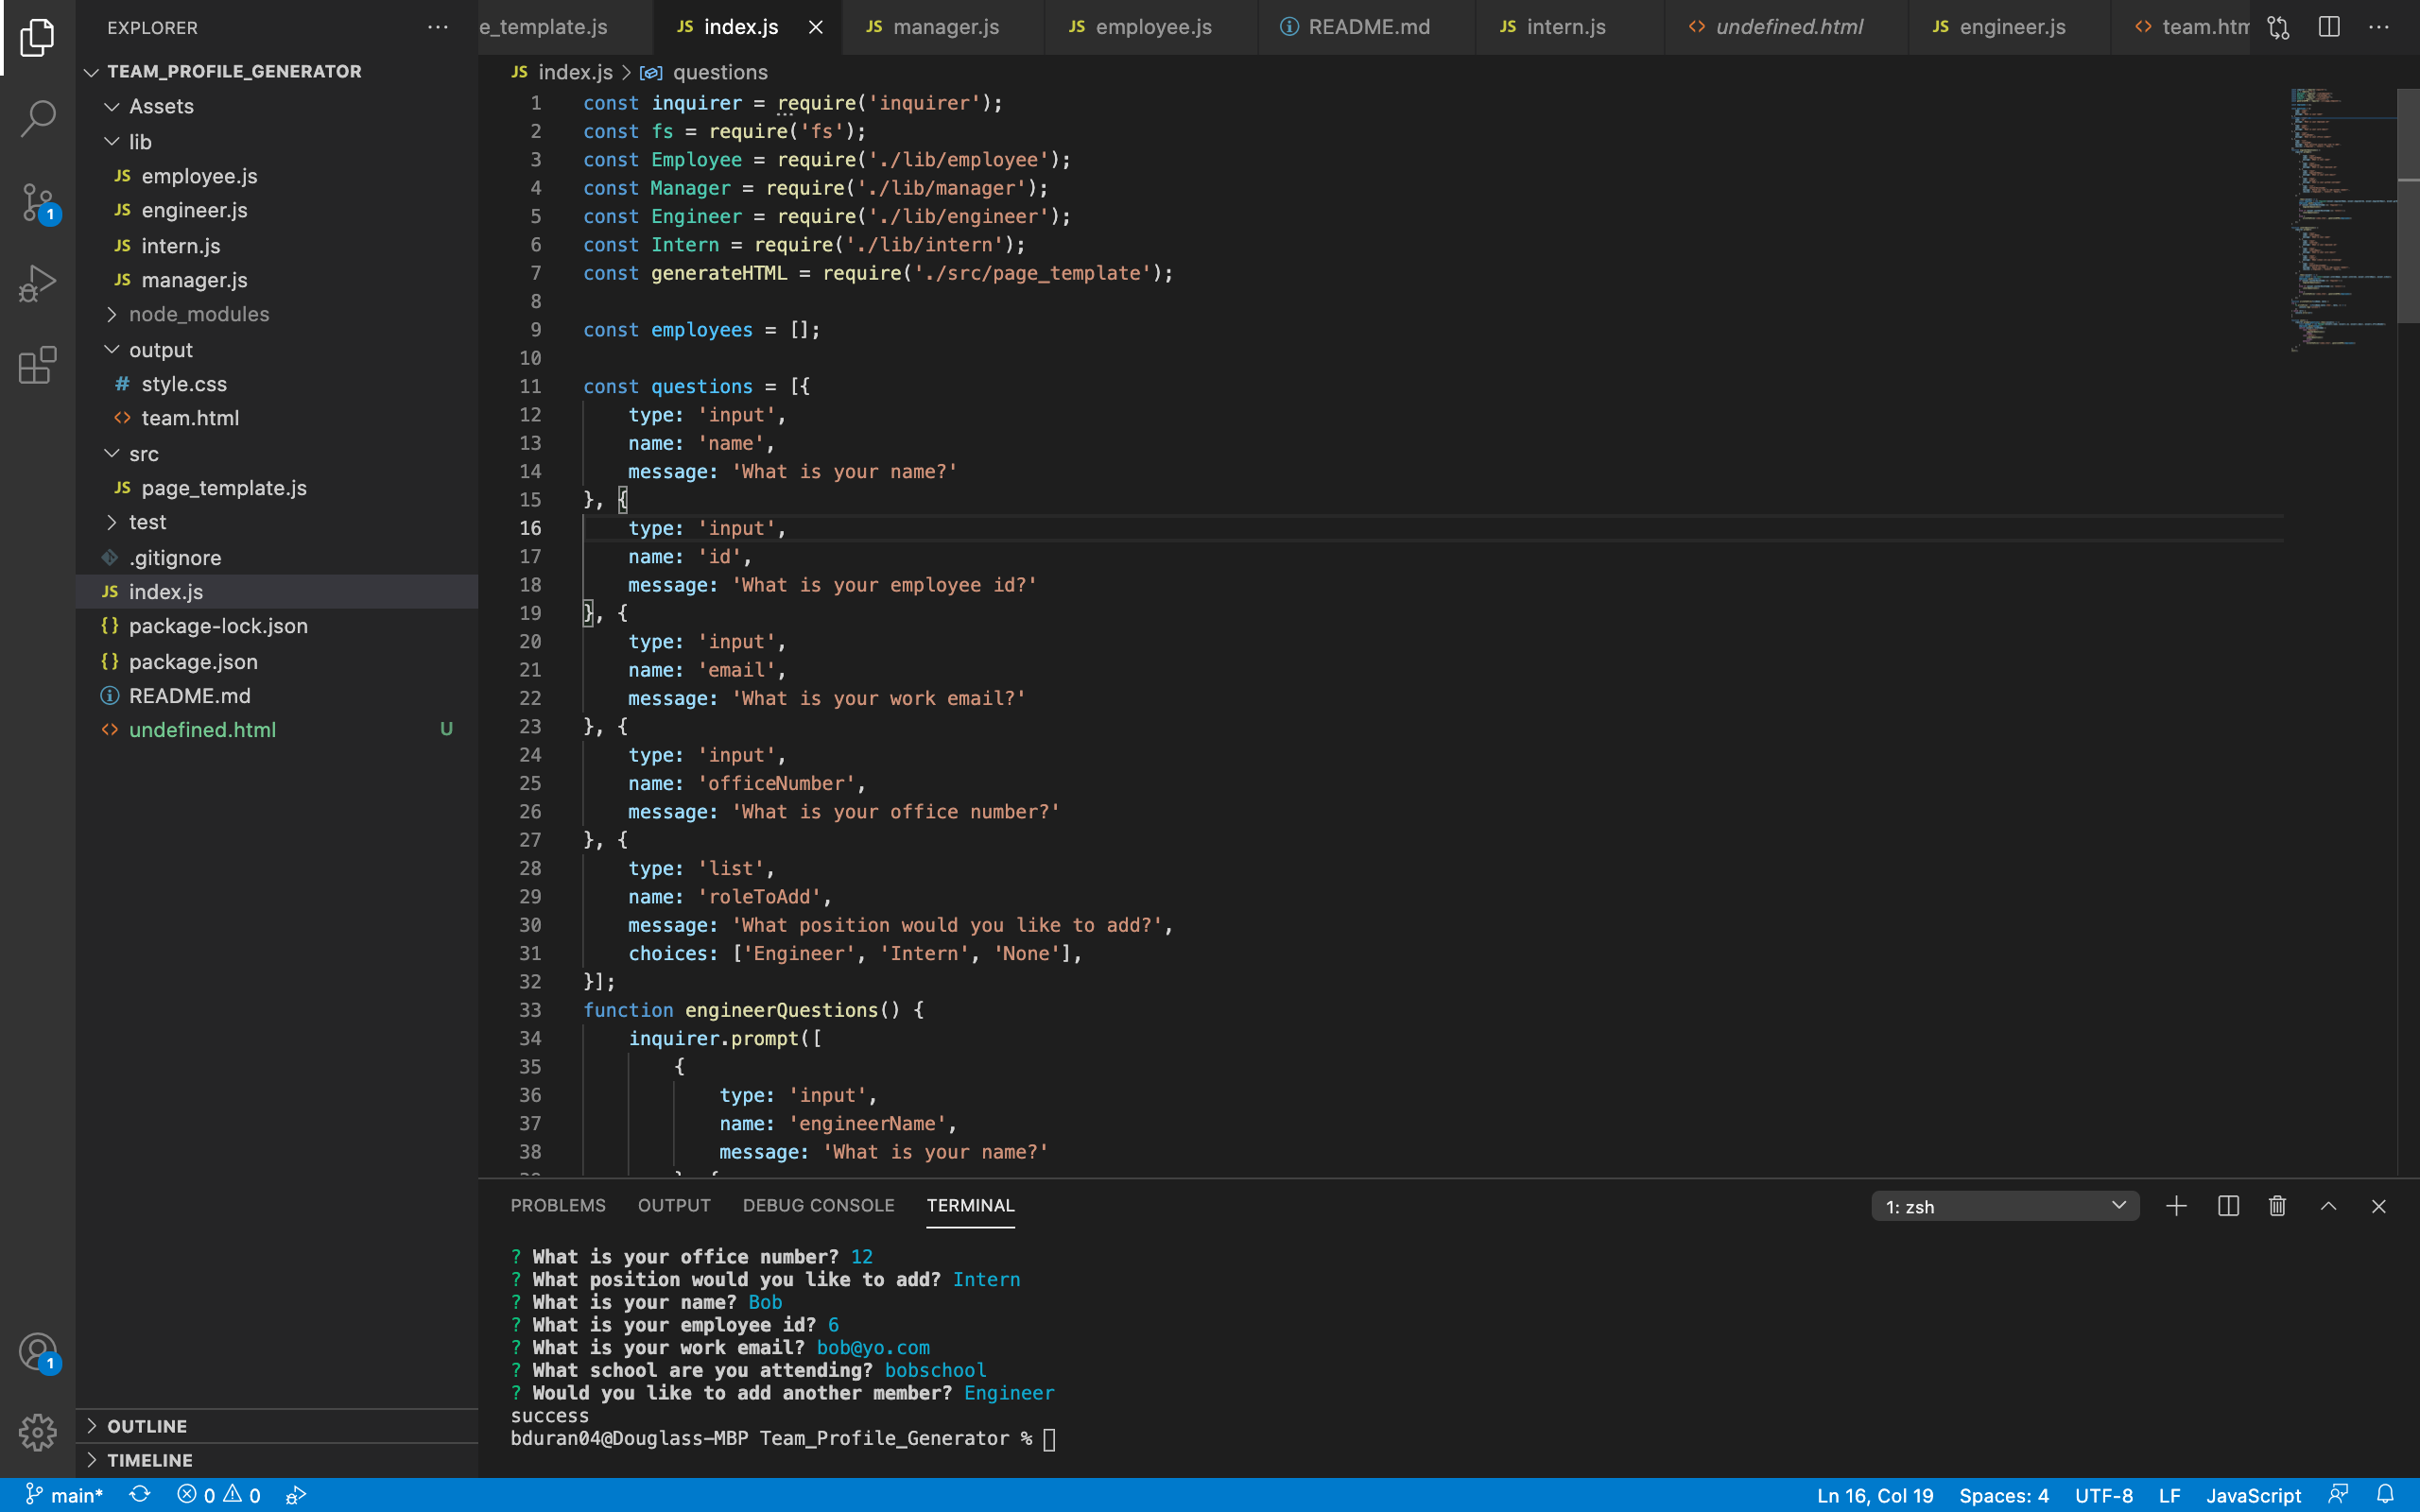 EXPLORER
TEAM_PROFILE_GENERATOR
Assets
lib
JS employee.js
JS engineer.js
JS intern.js
JS manager.js
node_modules
output
# style.css
<> team.html
src
JS page_template.js
test
.gitignore
JS index.js
{} package-lock.json
{} package.json
README.md
<> undefined.html U
OUTLINE
TIMELINE
1
1
e_template.js JS index.js JS manager.js JS employee.js README.md JS intern.js <> undefined.html JS engineer.js <> team.htm
JS index.js > questions
1 const inquirer = require('inquirer');
2 const fs = require('fs');
3 const Employee = require('./lib/employee');
4 const Manager = require('./lib/manager');
5 const Engineer = require('./lib/engineer');
6 const Intern = require('./lib/intern');
7 const generateHTML = require('./src/page_template');
8
9 const employees = [];
10
11 const questions = [{
12 type: 'input',
13 name: 'name',
14 message: 'What is your name?'
15 }, {
16 type: 'input',
17 name: 'id',
18 message: 'What is your employee id?'
19 }, {
20 type: 'input',
21 name: 'email',
22 message: 'What is your work email?'
23 }, {
24 type: 'input',
25 name: 'officeNumber',
26 message: 'What is your office number?'
27 }, {
28 type: 'list',
29 name: 'roleToAdd',
30 message: 'What position would you like to add?',
31 choices: ['Engineer', 'Intern', 'None'],
32 }];
33 function engineerQuestions() {
34 inquirer.prompt([
35 {
36 type: 'input',
37 name: 'engineerName',
38 message: 'What is your name?'
PROBLEMS OUTPUT DEBUG CONSOLE TERMINAL 1: zsh
? What is your office number? 12
? What position would you like to add? Intern
? What is your name? Bob
? What is your employee id? 6
? What is your work email? bob@yo.com
? What school are you attending? bobschool
? Would you like to add another member? Engineer
success
bduran04@Douglass-MBP Team_Profile_Generator %
main* 0 0 Ln 16, Col 19 Spaces: 4 UTF-8 LF JavaScript